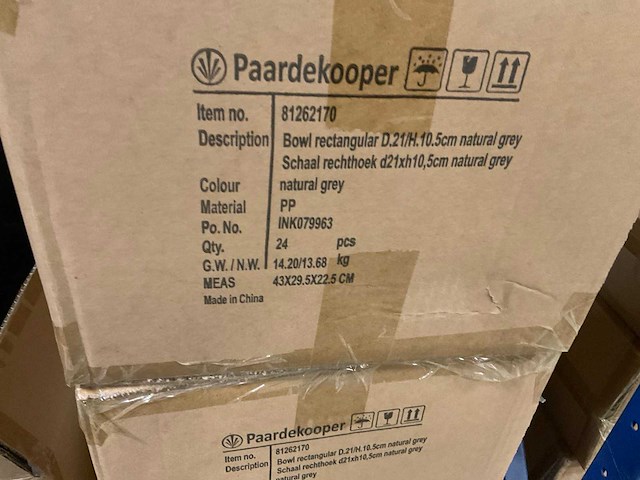 Paardekooper
Item no. 81262170
Description Bowl rectangular D.21/H.10.5cm natural grey
Schaal rechthoek d21xh10,5cm natural grey
Colour natural grey
Material PP
Po. No. INK079963
Qty. 24 pcs
G.W. / N.W. 14.20/13.68 kg
MEAS 43X29.5X22.5 CM
Made in China
Paardekooper
Item no. 81262170
Description Bowl rectangular D.21/H.10.5cm natural grey
Schaal rechthoek d21xh10,5cm natural grey
natural grey